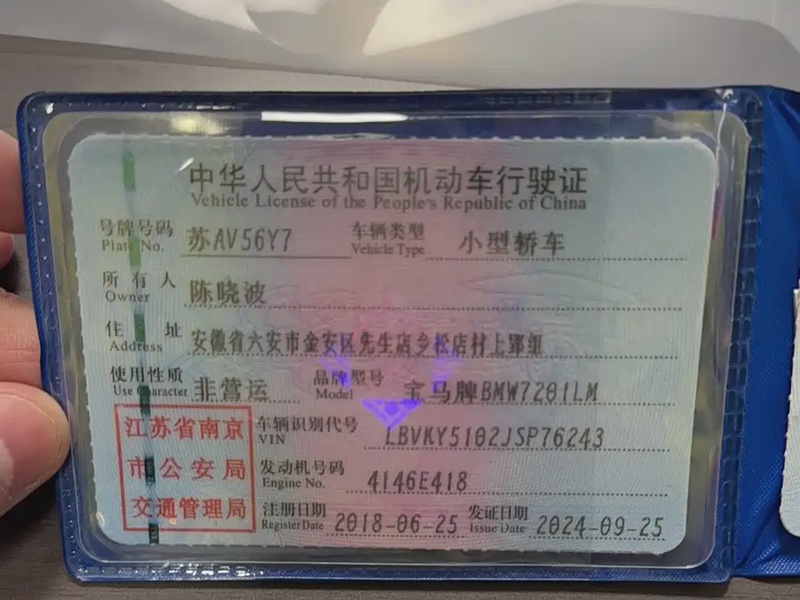 中华人民共和国机动车行驶证
Vehicle License of the People's Republic of China
号牌号码 苏AV56Y7 车辆类型 小型轿车
Plate No. Vehicle Type
所有人 陈晓波
Owner
住址 安徽省六安市金安区先生店乡松店村上郢组
Address
使用性质 非营运 品牌型号 宝马牌BMW7201LM
Use Character Model
江苏省南京 车辆识别代号 LBVKY5102JSP76243
VIN
市公安局 发动机号码 4146E418
Engine No.
交通管理局 注册日期 2018-06-25 发证日期 2024-09-25
Register Date Issue Date